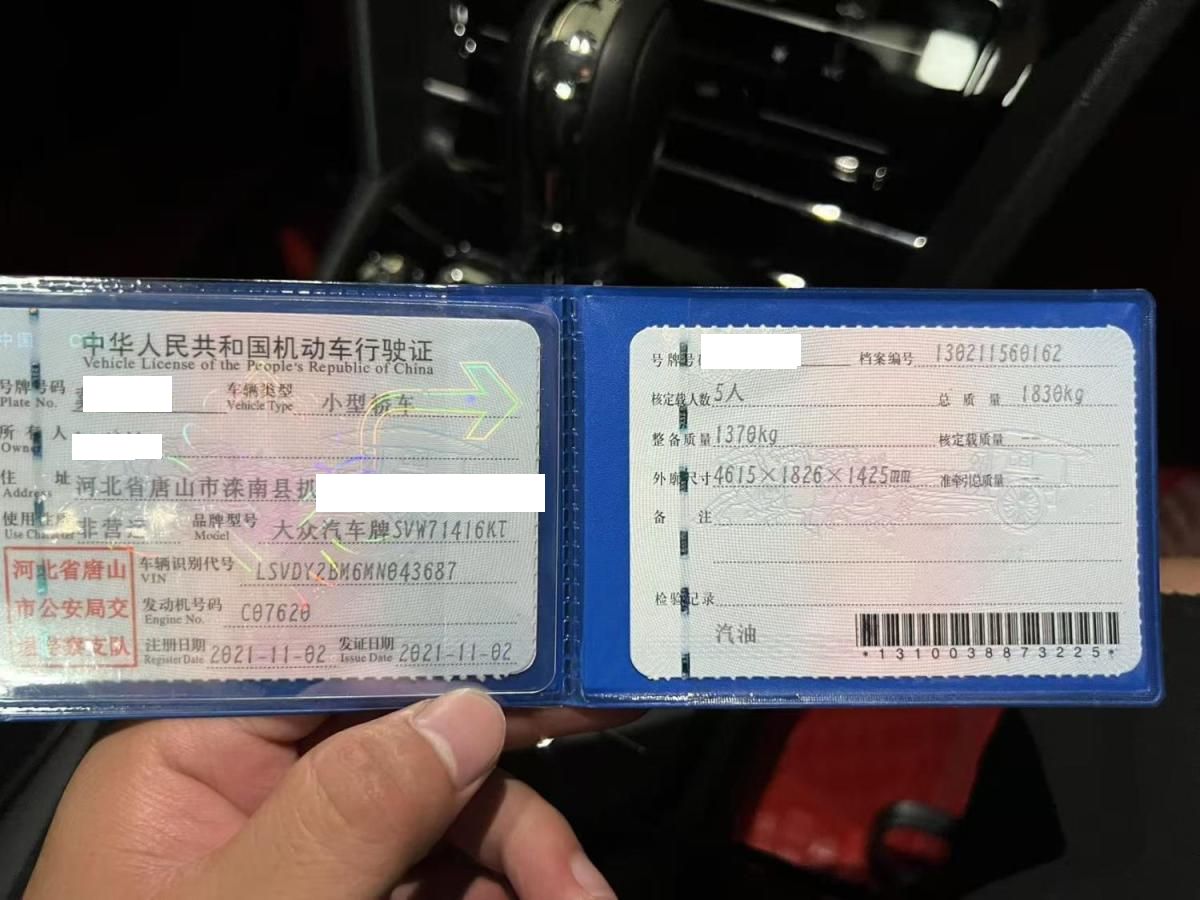 中国
中华人民共和国机动车行驶证
Vehicle License of the People's Republic of China
号牌号码
Plate No.
车辆类型 小型轿车
Vehicle Type
所有人
Owner
住 址 河北省唐山市滦南县扒
Address
使用性质 非营运 品牌型号 大众汽车牌SVW71416KT
Use Character Model
河北省唐山
市公安局交
通警察支队
车辆识别代号 LSVDY2BM6MN043687
VIN
发动机号码 C07620
Engine No.
注册日期 2021-11-02 发证日期 2021-11-02
Register Date Issue Date
号牌号 档案编号 130211560162
核定载人数 5人 总质量 1830kg
整备质量 1370kg 核定载质量 --
外廓尺寸 4615×1826×1425mm 准牵引总质量 --
备 注
检验记录
汽油
*1310038873225*